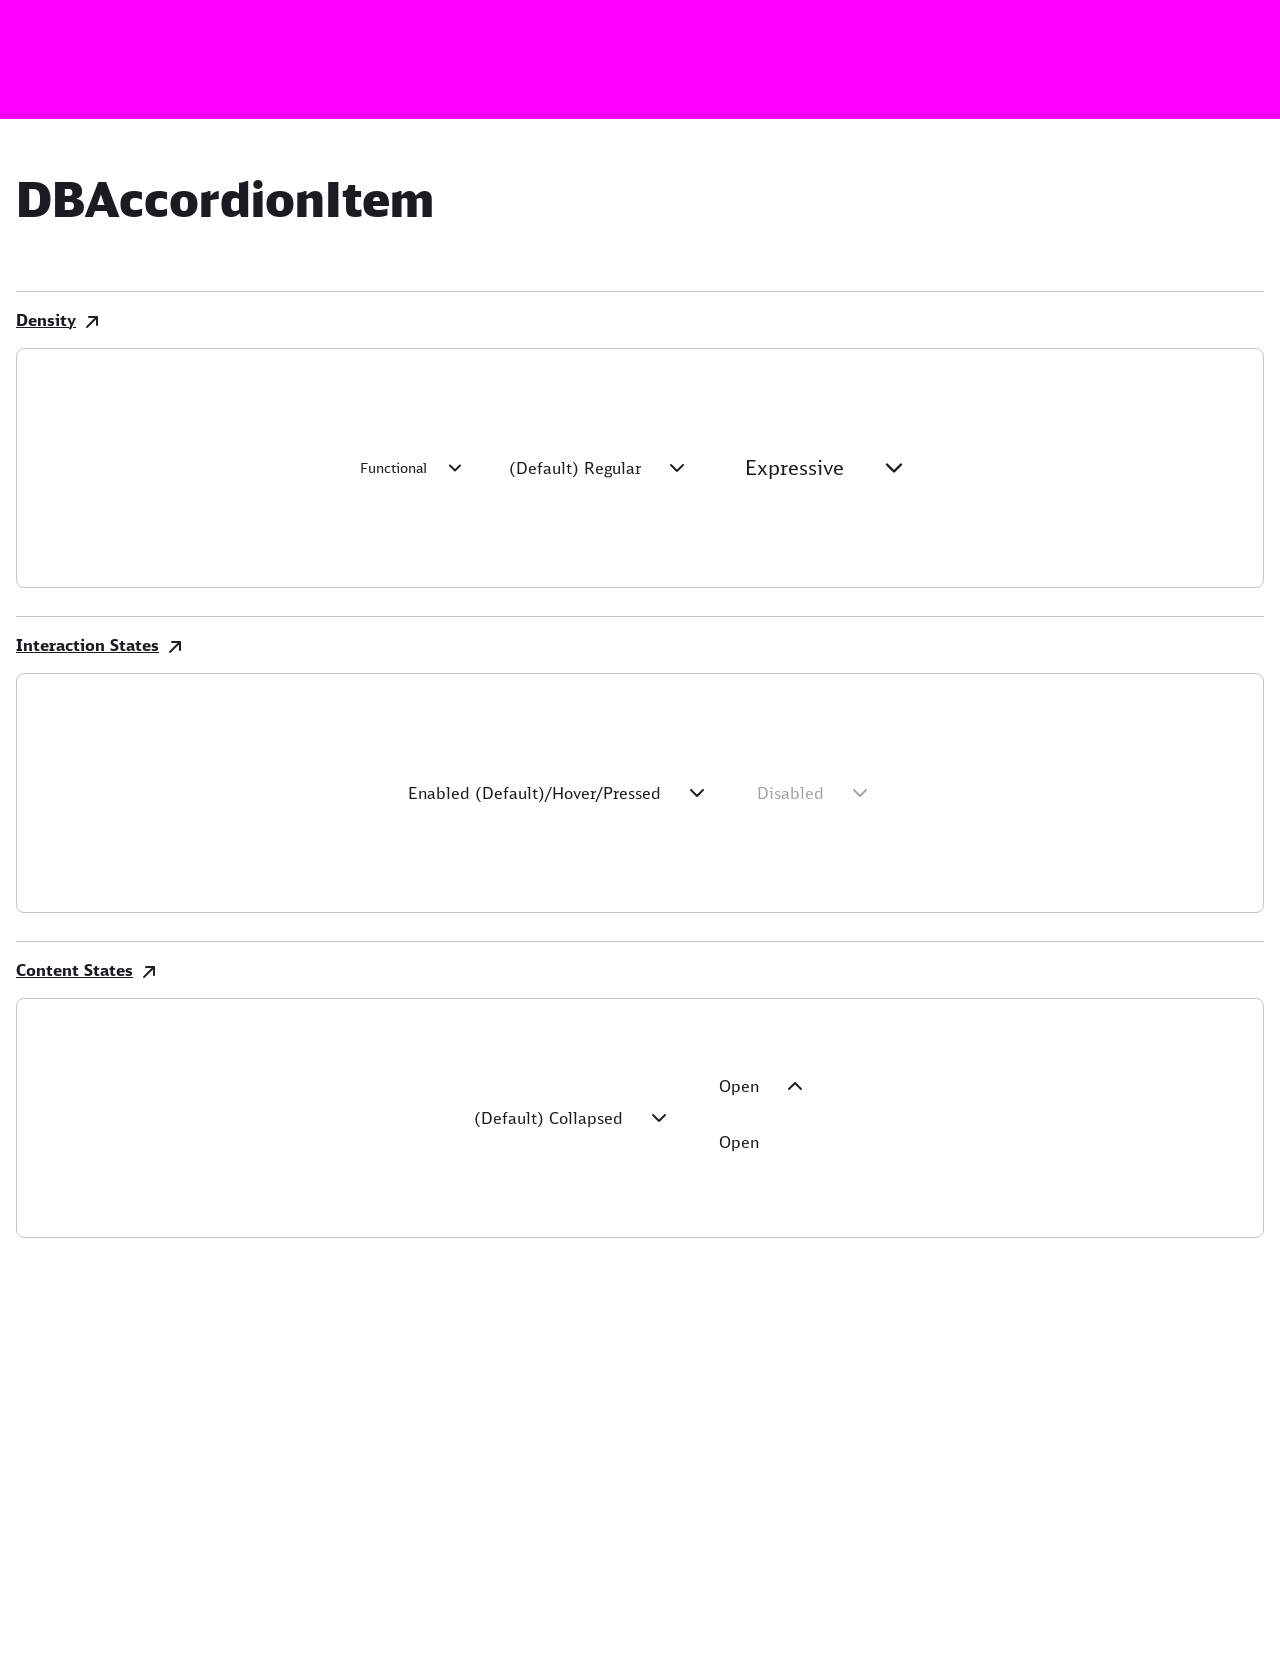 DBAccordionItem
Density
Functional (Default) Regular Expressive
Interaction States
Enabled (Default)/Hover/Pressed Disabled
Content States
Open
(Default) Collapsed
Open